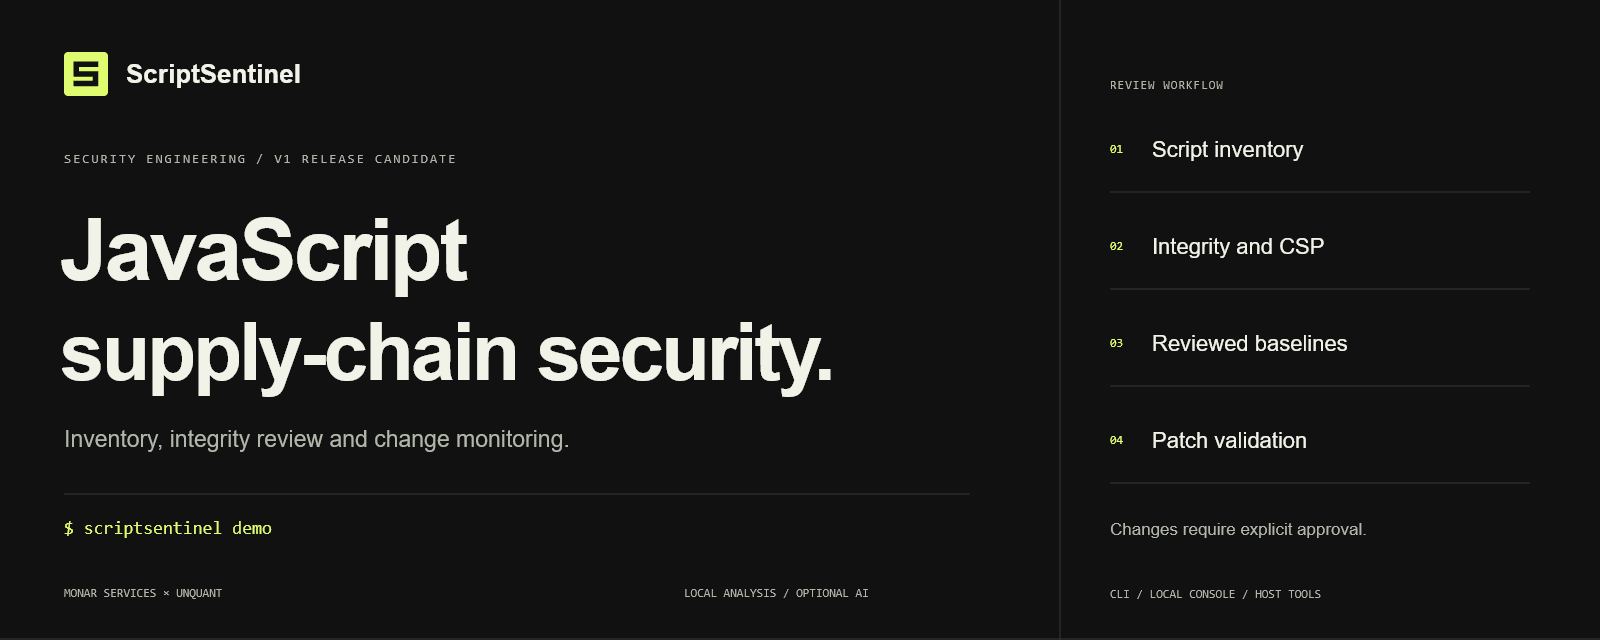 ScriptSentinel
SECURITY ENGINEERING / V1 RELEASE CANDIDATE
JavaScript
supply-chain security.
Inventory, integrity review and change monitoring.
$ scriptsentinel demo
MONAR SERVICES × UNQUANT
LOCAL ANALYSIS / OPTIONAL AI
REVIEW WORKFLOW
01 Script inventory
02 Integrity and CSP
03 Reviewed baselines
04 Patch validation
Changes require explicit approval.
CLI / LOCAL CONSOLE / HOST TOOLS